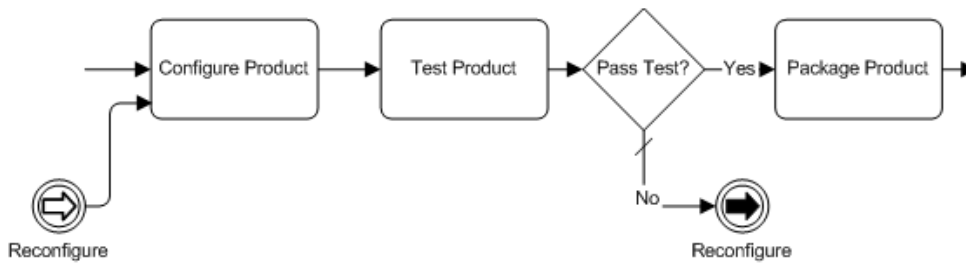 Configure Product
Test Product
Pass Test?
Yes
Package Product
No
Reconfigure
Reconfigure